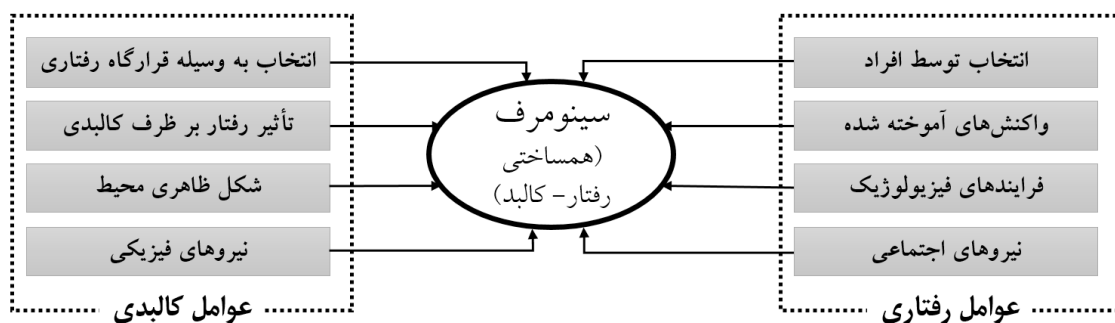 انتخاب توسط افراد
واکنش‌های آموخته شده
فرایندهای فیزیولوژیک
نیروهای اجتماعی
عوامل رفتاری
سینومرف
(همساختی
رفتار- کالبد)
انتخاب به وسیله قرارگاه رفتاری
تأثیر رفتار بر ظرف کالبدی
شکل ظاهری محیط
نیروهای فیزیکی
عوامل کالبدی